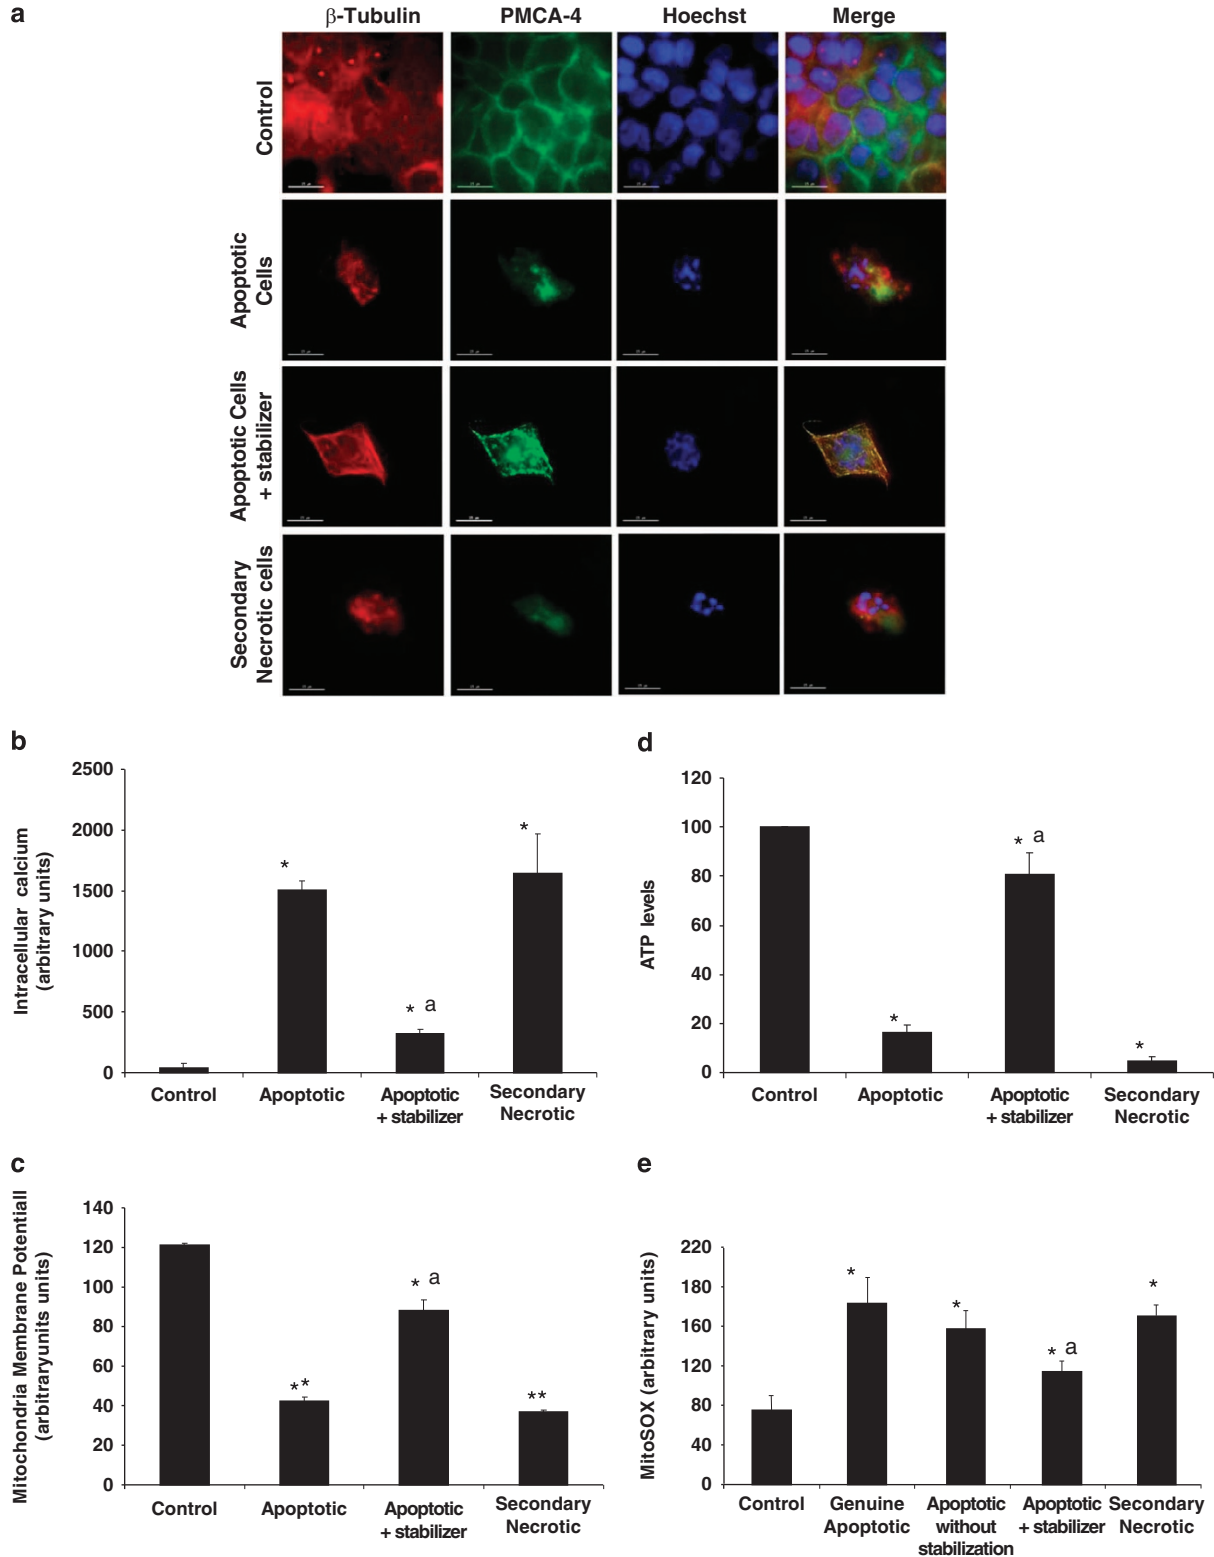 a
β-Tubulin PMCA-4 Hoechst Merge
Control
Apoptotic
Cells
Apoptotic Cells
+ stabilizer
Secondary
Necrotic cells
b
Intracellular calcium
(arbitrary units)
2500
2000
1500
1000
500
0
*
* a
*
Control
Apoptotic
Apoptotic
+ stabilizer
Secondary
Necrotic
d
ATP levels
120
100
80
60
40
20
0
*
* a
*
Control
Apoptotic
Apoptotic
+ stabilizer
Secondary
Necrotic
c
Mitochondria Membrane Potentiall
(arbitraryunits units)
140
120
100
80
60
40
20
0
**
* a
**
Control
Apoptotic
Apoptotic
+ stabilizer
Secondary
Necrotic
e
MitoSOX (arbitrary units)
220
180
160
120
80
40
0
*
*
* a
*
Control
Genuine
Apoptotic
Apoptotic
without
stabilization
Apoptotic
+ stabilizer
Secondary
Necrotic